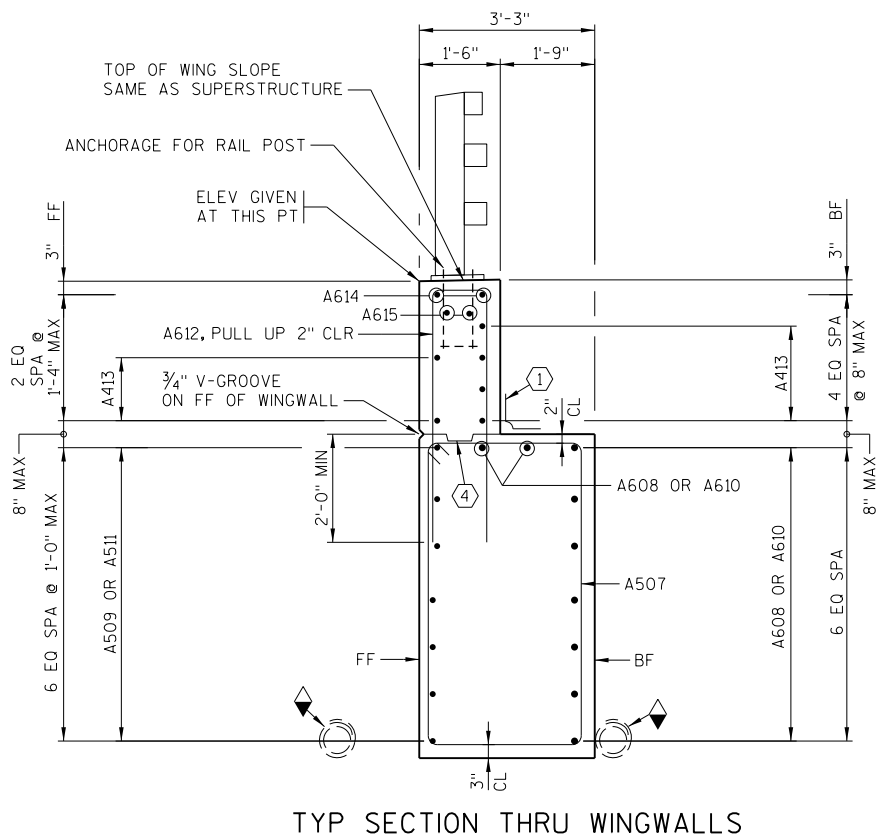 3'-3"
1'-6"
1'-9"
TOP OF WING SLOPE
SAME AS SUPERSTRUCTURE
ANCHORAGE FOR RAIL POST
ELEV GIVEN
AT THIS PT
3" FF
3" BF
A614
A615
A612, PULL UP 2" CLR
2 EQ
SPA @
1'-4" MAX
A413
3/4" V-GROOVE
ON FF OF WINGWALL
1
2"
CL
A413
4 EQ SPA
@ 8" MAX
8" MAX
8" MAX
2'-0" MIN
4
A608 OR A610
6 EQ SPA @ 1'-0" MAX
A509 OR A511
A507
A608 OR A610
6 EQ SPA
FF
BF
3"
CL
TYP SECTION THRU WINGWALLS